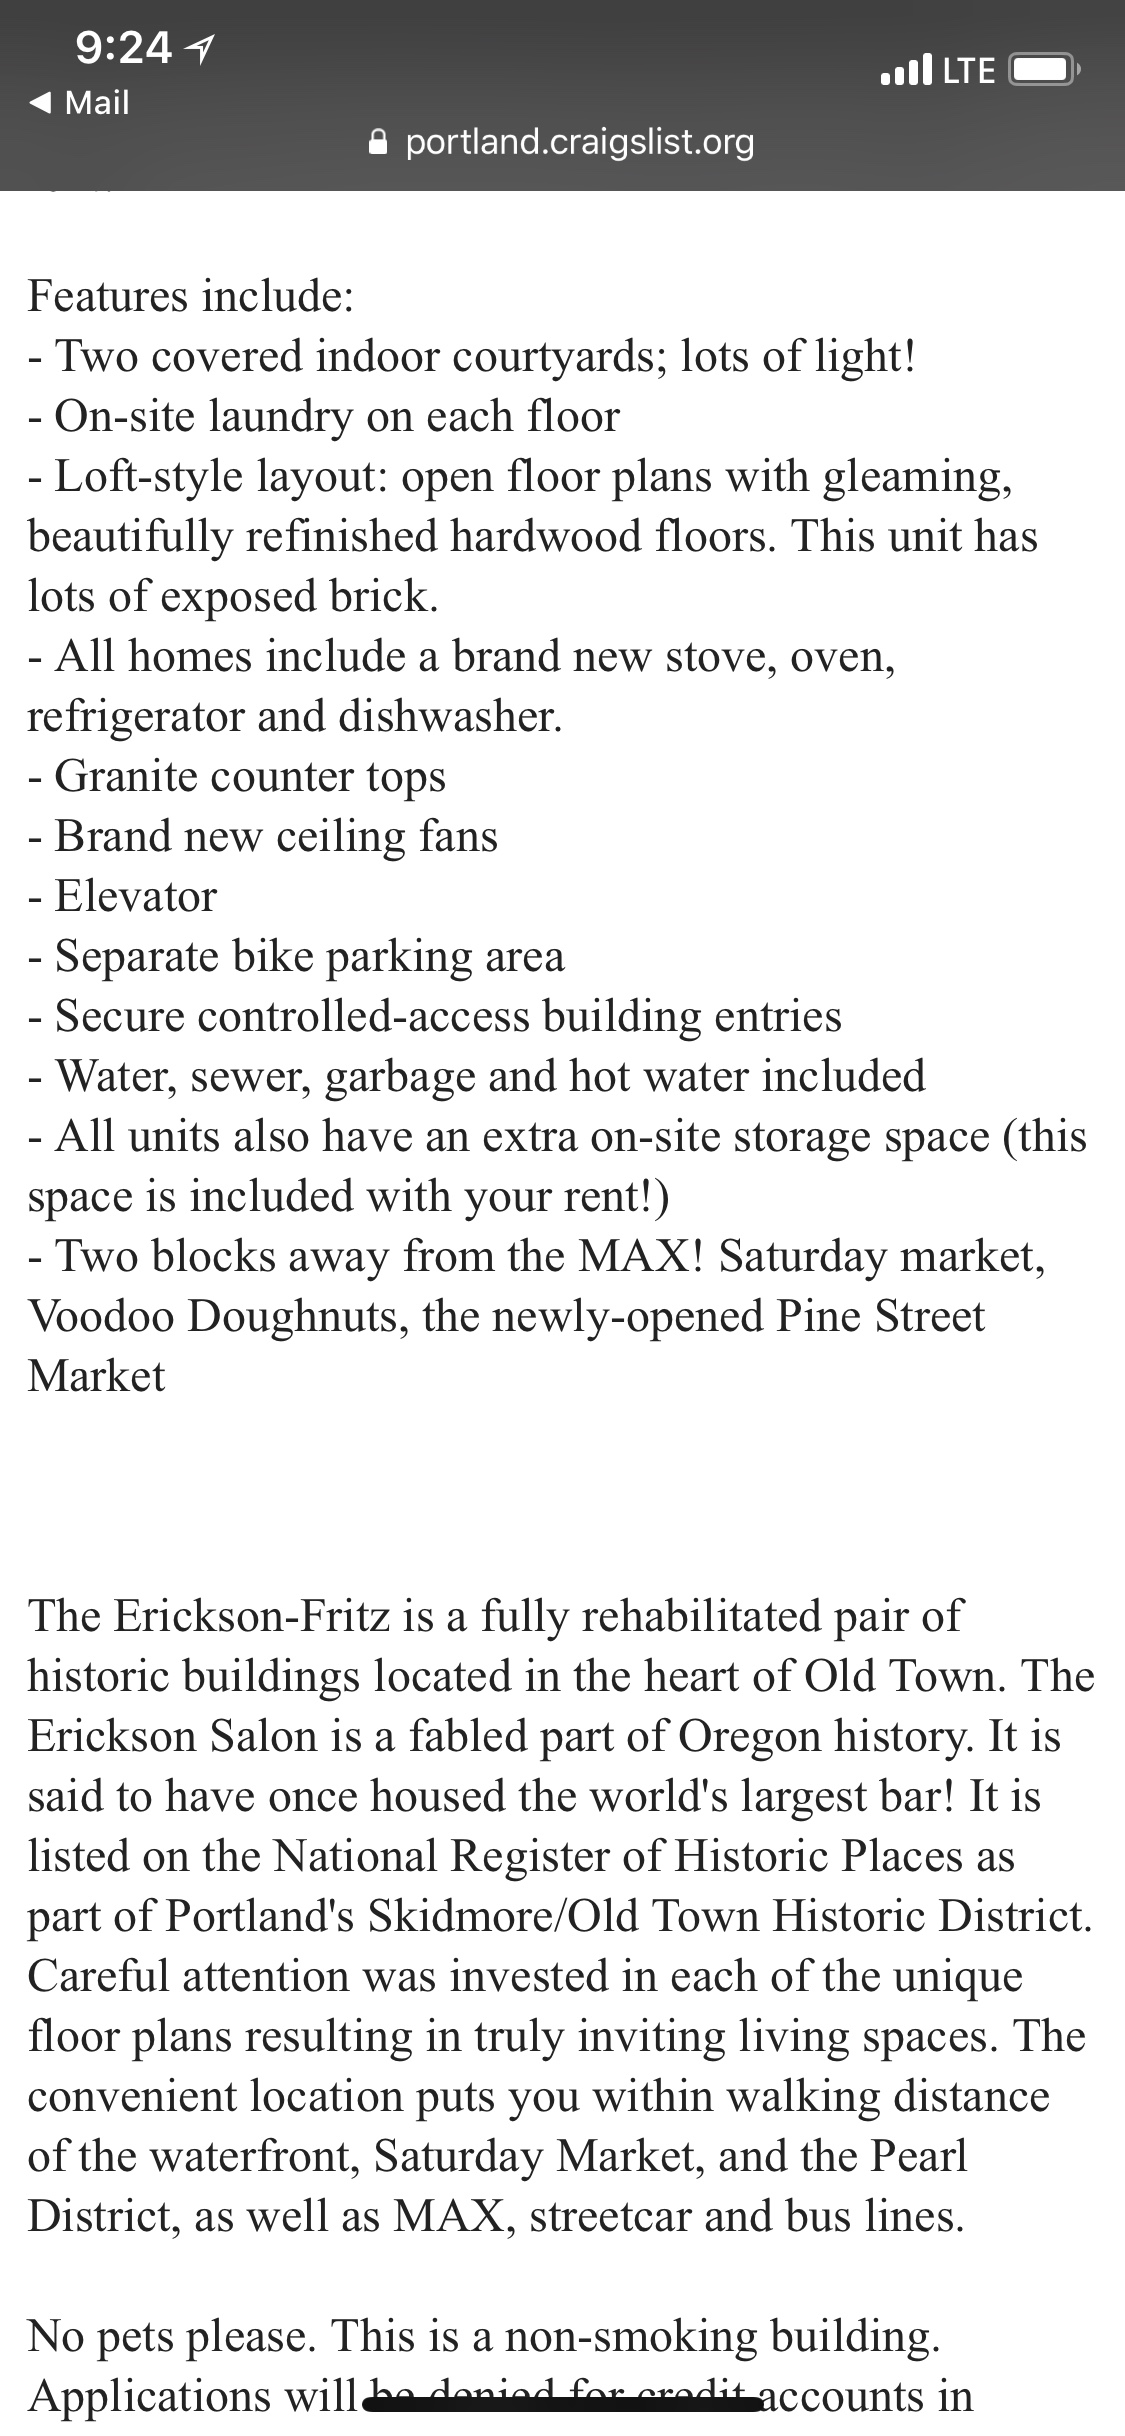 9:24
LTE
◀ Mail
portland.craigslist.org
Features include:
- Two covered indoor courtyards; lots of light!
- On-site laundry on each floor
- Loft-style layout: open floor plans with gleaming,
beautifully refinished hardwood floors. This unit has
lots of exposed brick.
- All homes include a brand new stove, oven,
refrigerator and dishwasher.
- Granite counter tops
- Brand new ceiling fans
- Elevator
- Separate bike parking area
- Secure controlled-access building entries
- Water, sewer, garbage and hot water included
- All units also have an extra on-site storage space (this
space is included with your rent!)
- Two blocks away from the MAX! Saturday market,
Voodoo Doughnuts, the newly-opened Pine Street
Market
The Erickson-Fritz is a fully rehabilitated pair of
historic buildings located in the heart of Old Town. The
Erickson Salon is a fabled part of Oregon history. It is
said to have once housed the world's largest bar! It is
listed on the National Register of Historic Places as
part of Portland's Skidmore/Old Town Historic District.
Careful attention was invested in each of the unique
floor plans resulting in truly inviting living spaces. The
convenient location puts you within walking distance
of the waterfront, Saturday Market, and the Pearl
District, as well as MAX, streetcar and bus lines.
No pets please. This is a non-smoking building.
Applications will be denied for credit accounts in